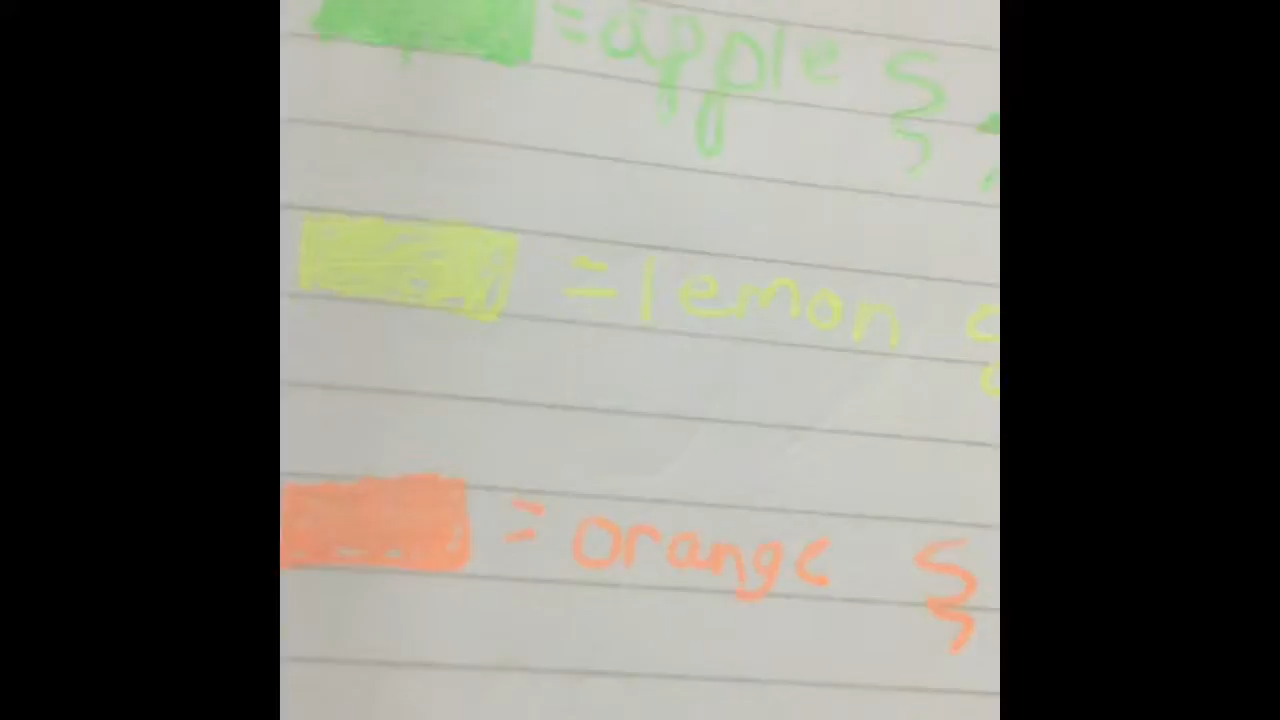 = apple
= lemon
= orange